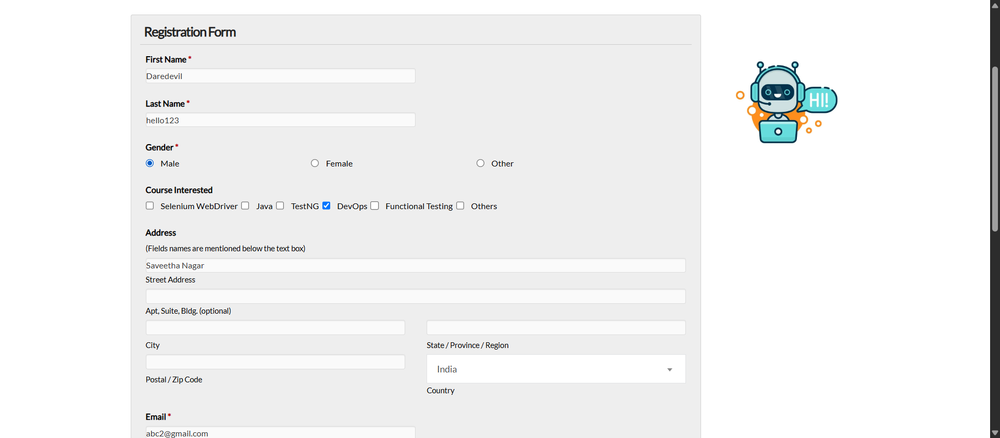 Registration Form
First Name *
Daredevil
HI!
Last Name *
hello123
Gender *
Male Female Other
Course Interested
Selenium WebDriver Java TestNG DevOps Functional Testing Others
Address
(Fields names are mentioned below the text box)
Saveetha Nagar
Street Address
Apt, Suite, Bldg. (optional)
City State / Province / Region
India
Postal / Zip Code
Country
Email *
abc2@gmail.com